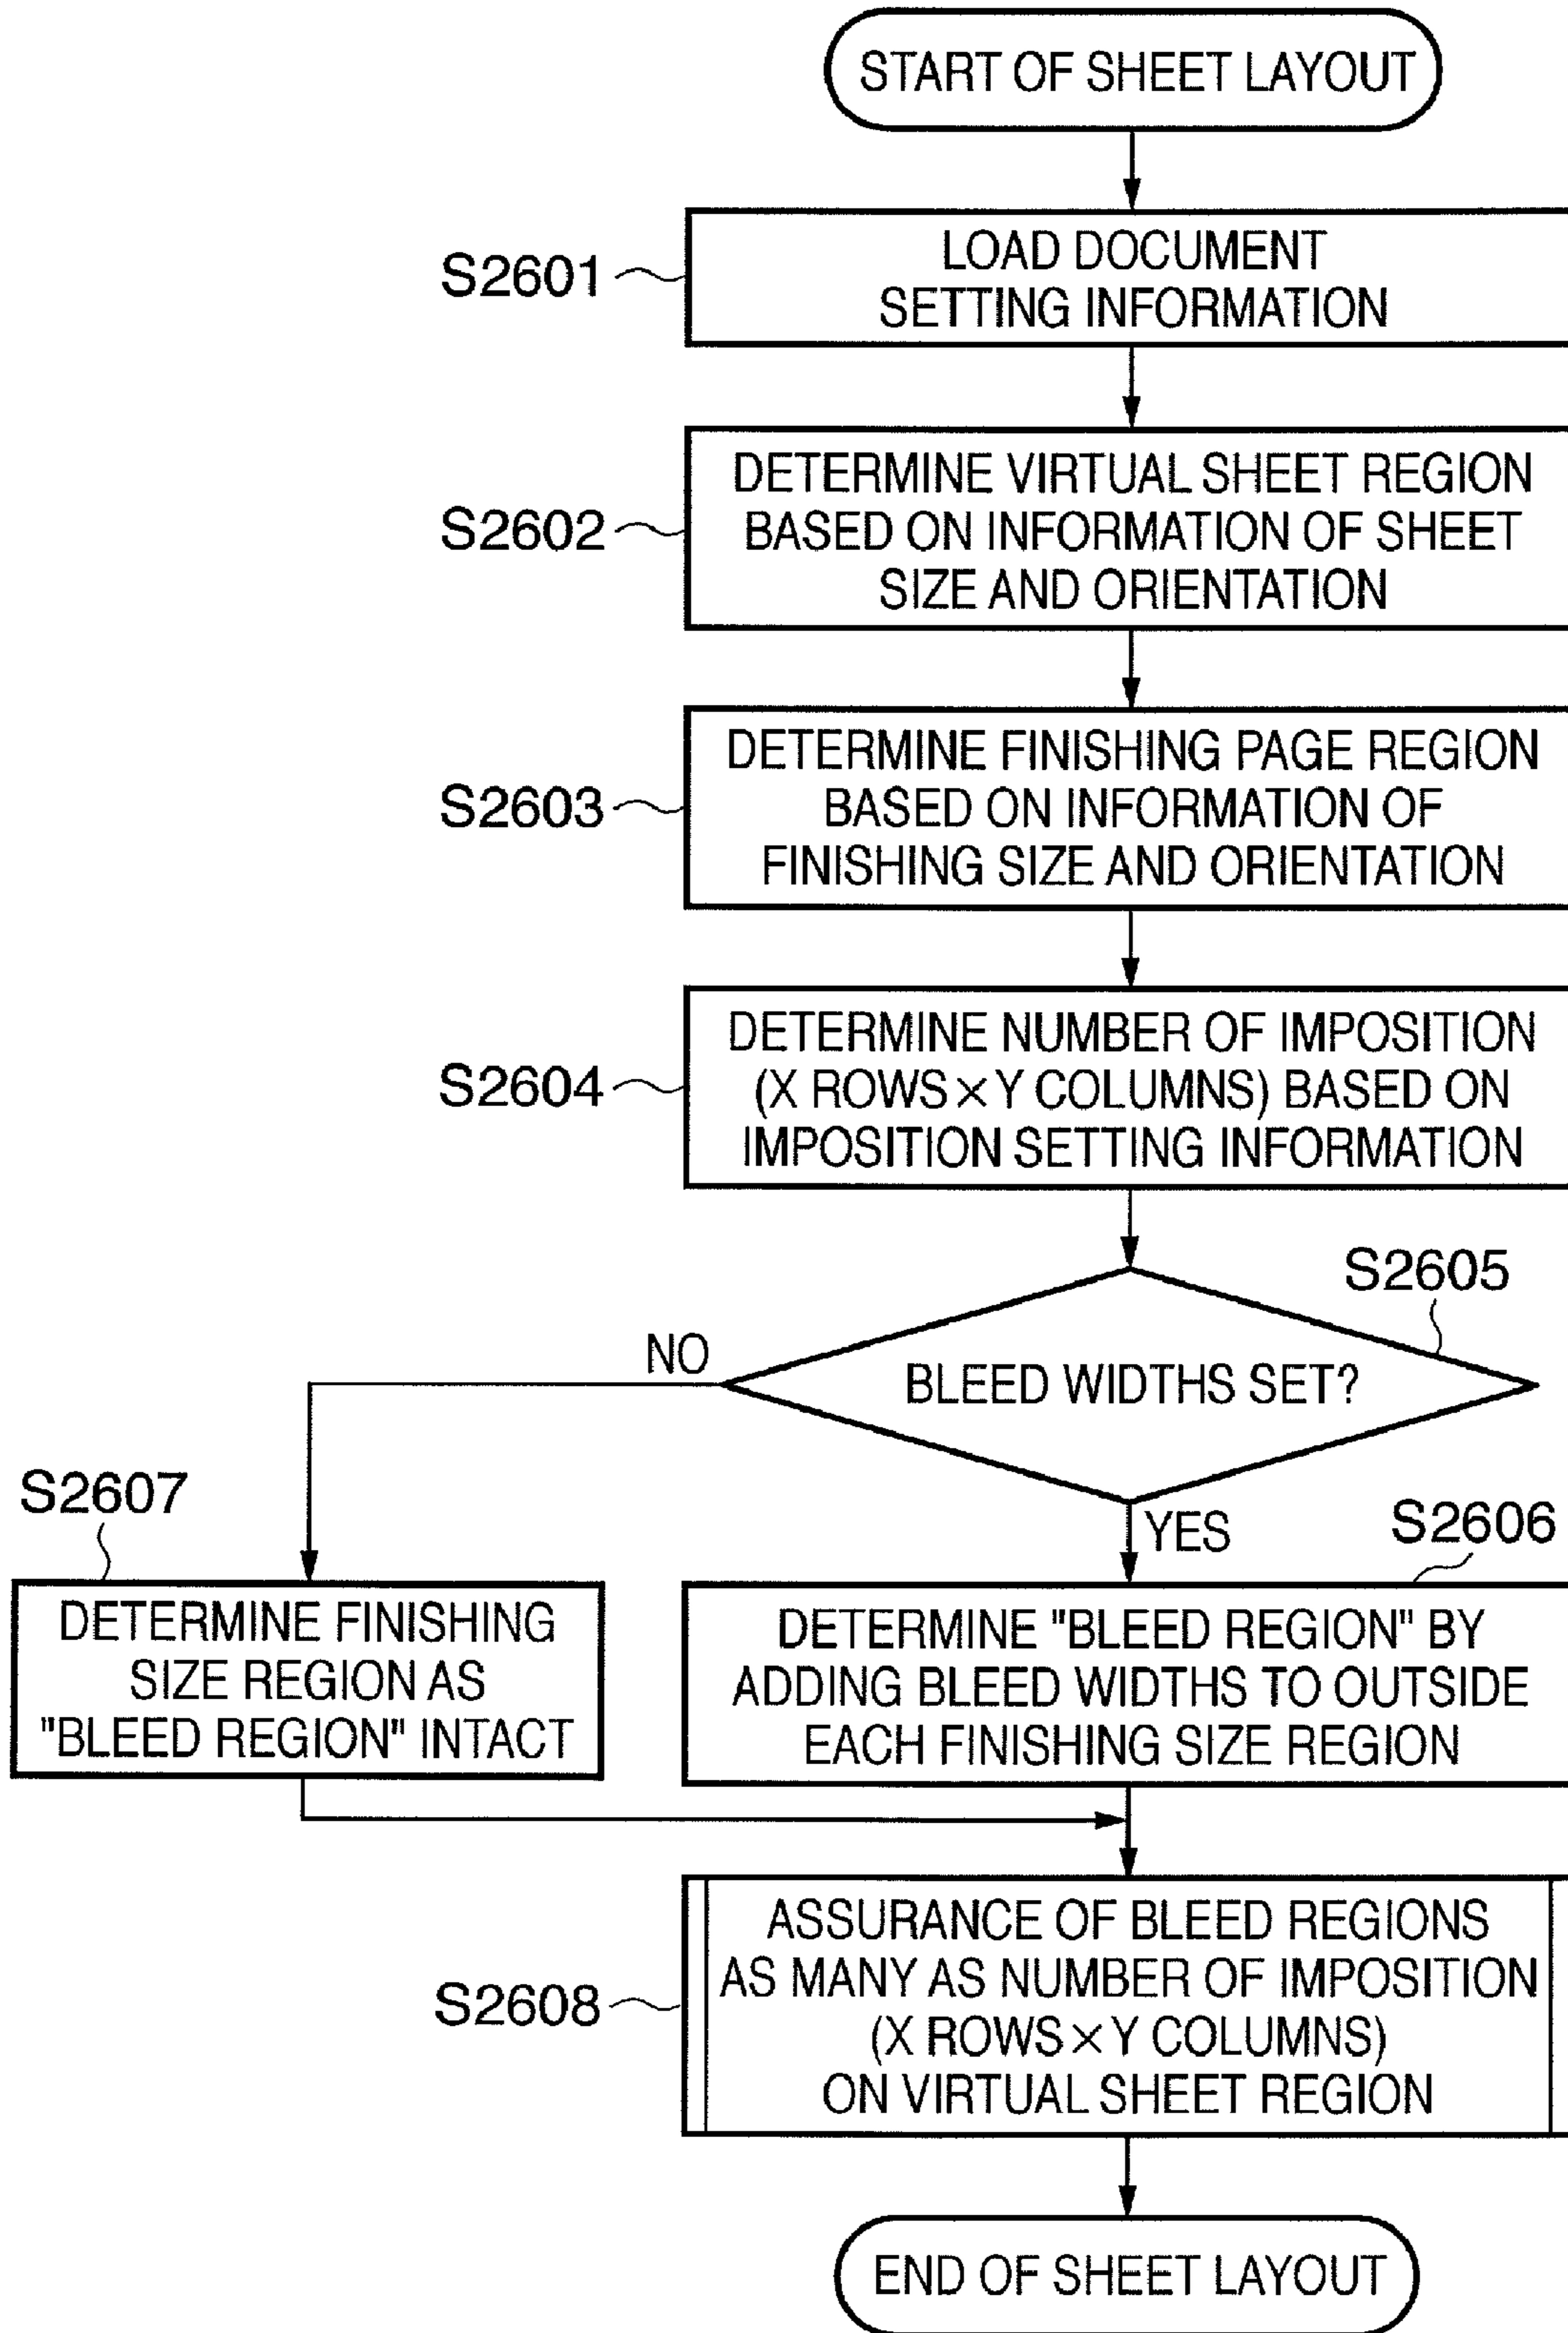 START OF SHEET LAYOUT
S2601
LOAD DOCUMENT
SETTING INFORMATION
S2602
DETERMINE VIRTUAL SHEET REGION
BASED ON INFORMATION OF SHEET
SIZE AND ORIENTATION
S2603
DETERMINE FINISHING PAGE REGION
BASED ON INFORMATION OF
FINISHING SIZE AND ORIENTATION
S2604
DETERMINE NUMBER OF IMPOSITION
(X ROWS×Y COLUMNS) BASED ON
IMPOSITION SETTING INFORMATION
S2605
NO
BLEED WIDTHS SET?
YES
S2607
DETERMINE FINISHING
SIZE REGION AS
"BLEED REGION" INTACT
S2606
DETERMINE "BLEED REGION" BY
ADDING BLEED WIDTHS TO OUTSIDE
EACH FINISHING SIZE REGION
S2608
ASSURANCE OF BLEED REGIONS
AS MANY AS NUMBER OF IMPOSITION
(X ROWS×Y COLUMNS)
ON VIRTUAL SHEET REGION
END OF SHEET LAYOUT